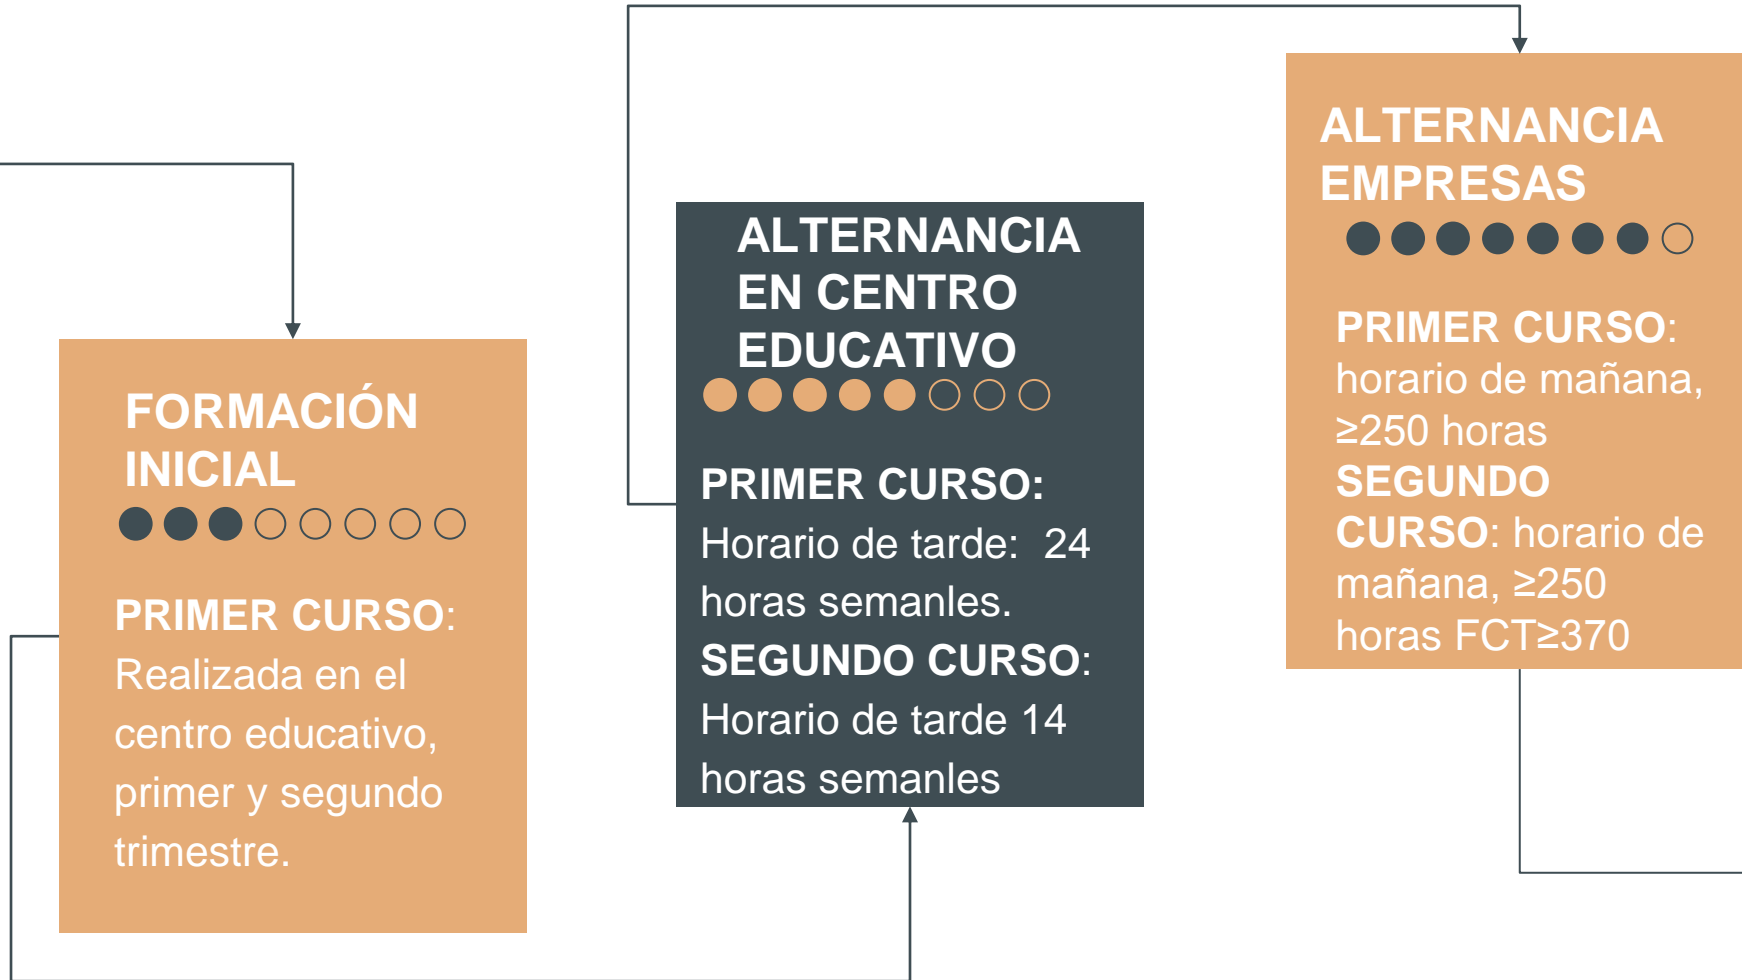 FORMACIÓN
INICIAL
PRIMER CURSO:
Realizada en el
centro educativo,
primer y segundo
trimestre.
ALTERNANCIA
EN CENTRO
EDUCATIVO
PRIMER CURSO:
Horario de tarde: 24
horas semanles.
SEGUNDO CURSO:
Horario de tarde 14
horas semanles
ALTERNANCIA
EMPRESAS
PRIMER CURSO:
horario de mañana,
≥250 horas
SEGUNDO
CURSO: horario de
mañana, ≥250
horas FCT≥370